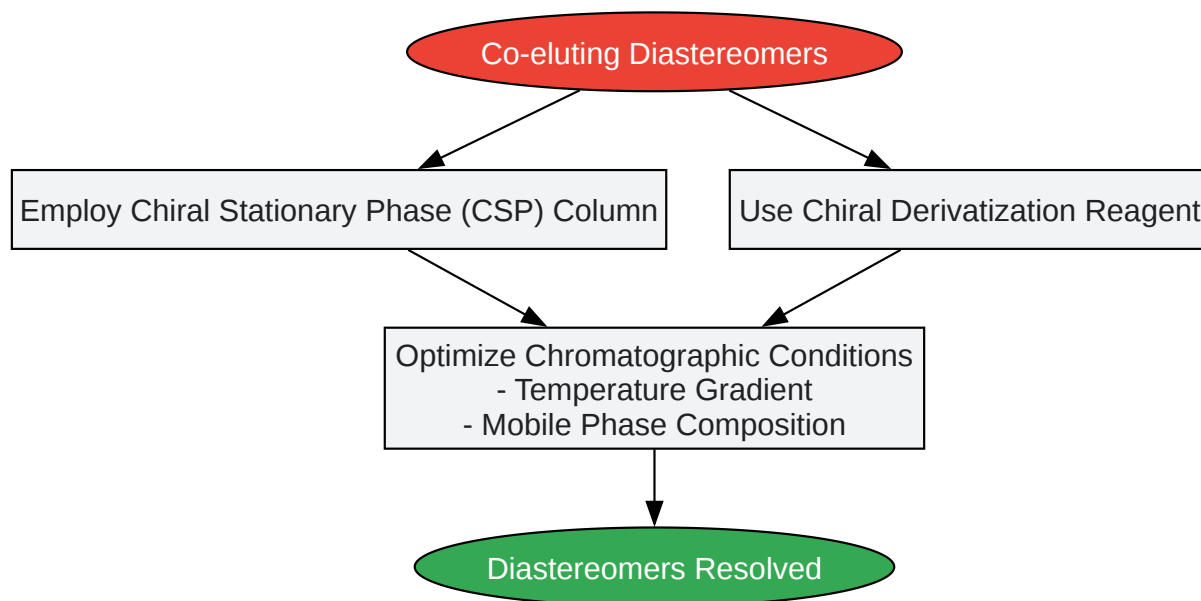 Co-eluting Diastereomers
Employ Chiral Stationary Phase (CSP) Column
Use Chiral Derivatization Reagent
Optimize Chromatographic Conditions
- Temperature Gradient
- Mobile Phase Composition
Diastereomers Resolved